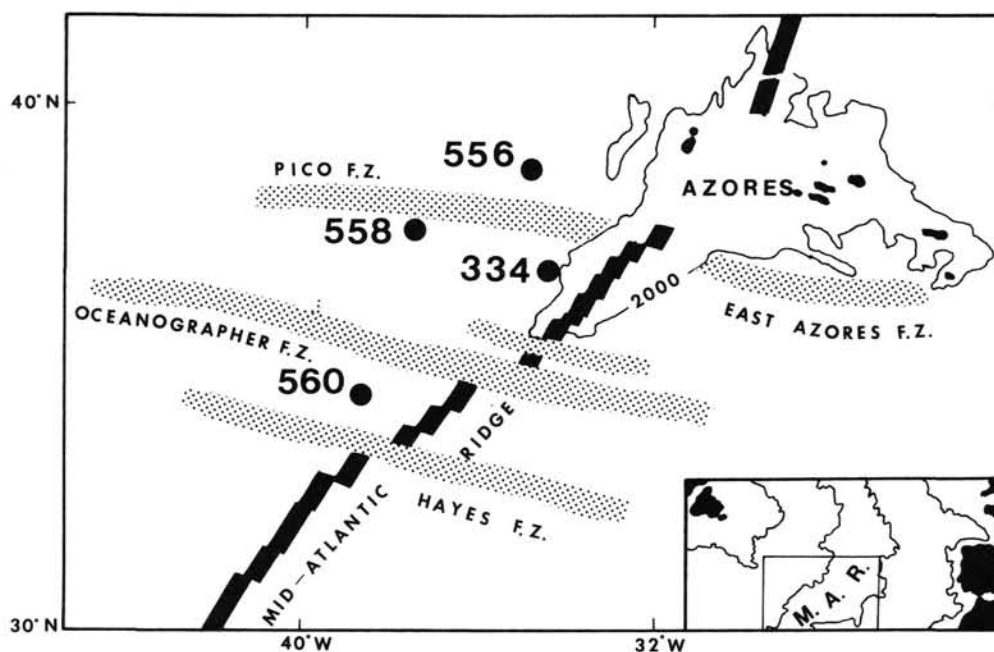 40°N
556
PICO F.Z.
AZORES
558
334
2000
EAST AZORES F.Z.
OCEANOGRAPHER F.Z.
560
RIDGE
HAYES F.Z.
MID-ATLANTIC
M. A. R.
30°N
40°W
32°W